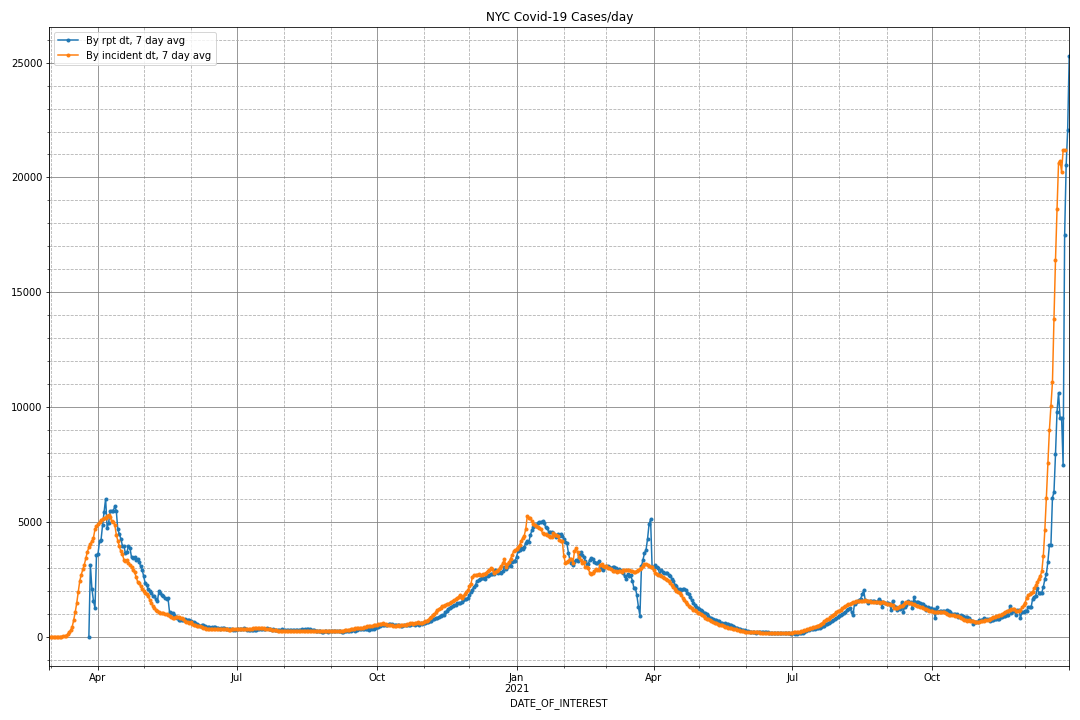 NYC Covid-19 Cases/day
By rpt dt, 7 day avg
By incident dt, 7 day avg
25000
20000
15000
10000
5000
0
Apr Jul Oct Jan Apr Jul Oct
2021
DATE_OF_INTEREST